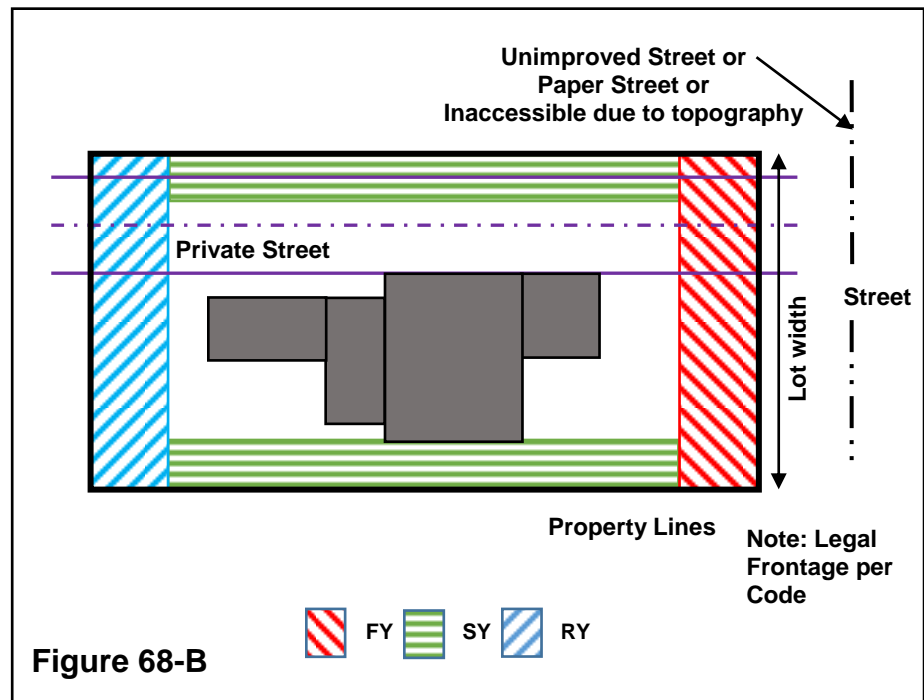 Unimproved Street or
Paper Street or
Inaccessible due to topography
Private Street
Lot width
Street
Property Lines
Note: Legal
Frontage per
Code
FY SY RY
Figure 68-B